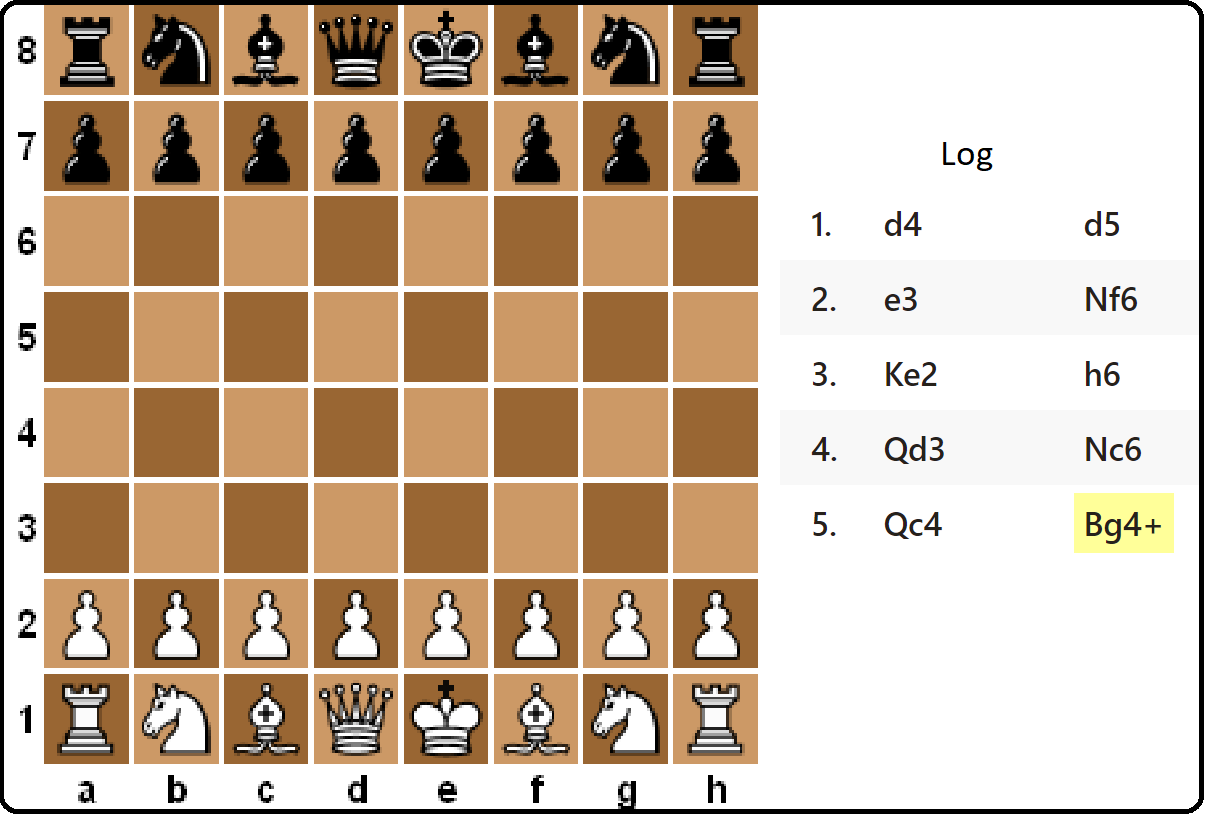 8
7
Log
1. d4 d5
6
2. e3 Nf6
5
3. Ke2 h6
4
4. Qd3 Nc6
3
5. Qc4 Bg4+
2
1
a b c d e f g h